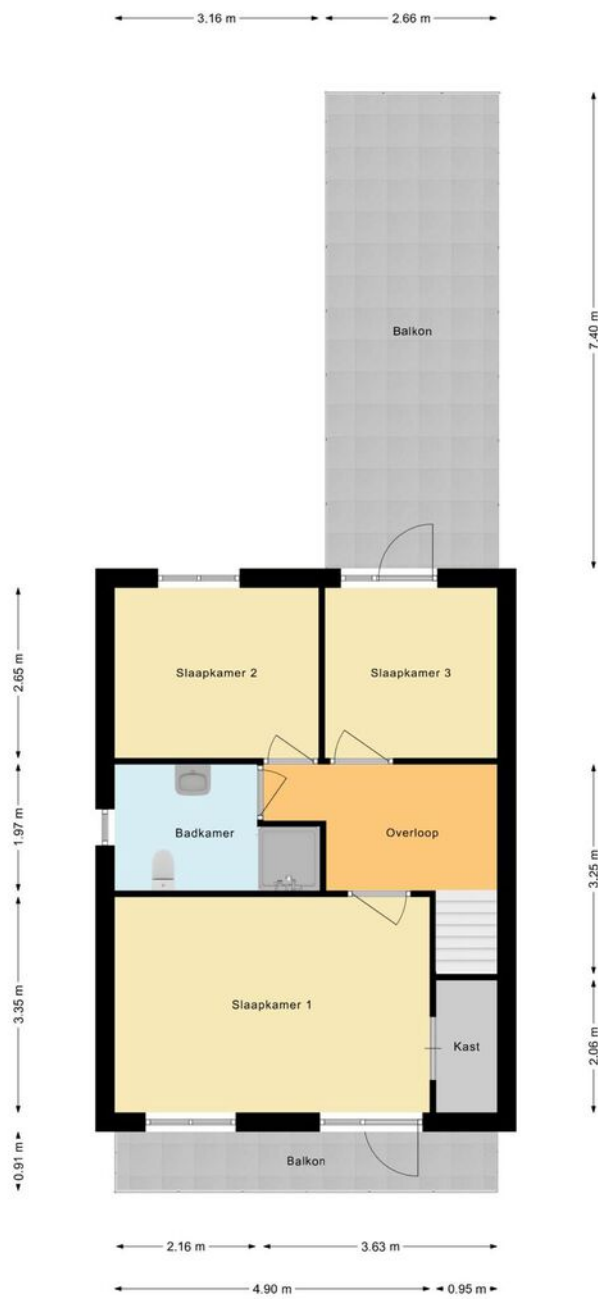 3.16 m 2.66 m
Balkon
7.40 m
2.65 m
Slaapkamer 2 Slaapkamer 3
1.97 m
Badkamer Overloop
3.25 m
3.35 m
Slaapkamer 1
Kast
2.06 m
0.91 m
Balkon
2.16 m 3.63 m
4.90 m 0.95 m